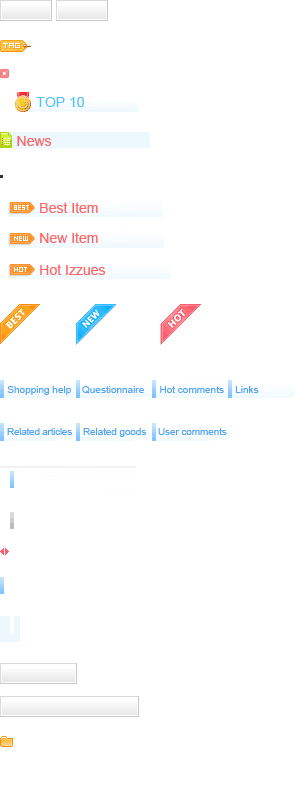 TAG
TOP 10
News
BEST Best Item
NEW New Item
HOT Hot Izzues
BEST NEW HOT
Shopping help Questionnaire Hot comments Links
Related articles Related goods User comments